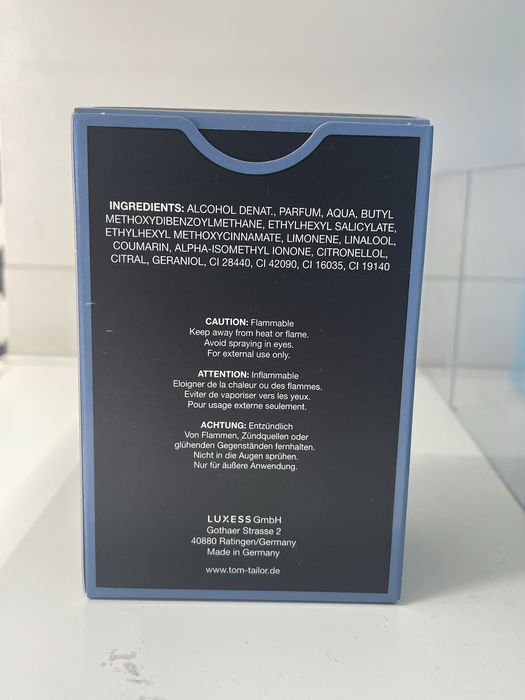 INGREDIENTS: ALCOHOL DENAT., PARFUM, AQUA, BUTYL
METHOXYDIBENZOYLMETHANE, ETHYLHEXYL SALICYLATE,
ETHYLHEXYL METHOXYCINNAMATE, LIMONENE, LINALOOL,
COUMARIN, ALPHA-ISOMETHYL IONONE, CITRONELLOL,
CITRAL, GERANIOL, CI 28440, CI 42090, CI 16035, CI 19140
CAUTION: Flammable
Keep away from heat or flame.
Avoid spraying in eyes.
For external use only.
ATTENTION: Inflammable
Eloigner de la chaleur ou des flammes.
Eviter de vaporiser vers les yeux.
Pour usage externe seulement.
ACHTUNG: Entzündlich
Von Flammen, Zündquellen oder
glühenden Gegenständen fernhalten.
Nicht in die Augen sprühen.
Nur für äußere Anwendung.
LUXESS GmbH
Gothaer Strasse 2
40880 Ratingen/Germany
Made in Germany
www.tom-tailor.de